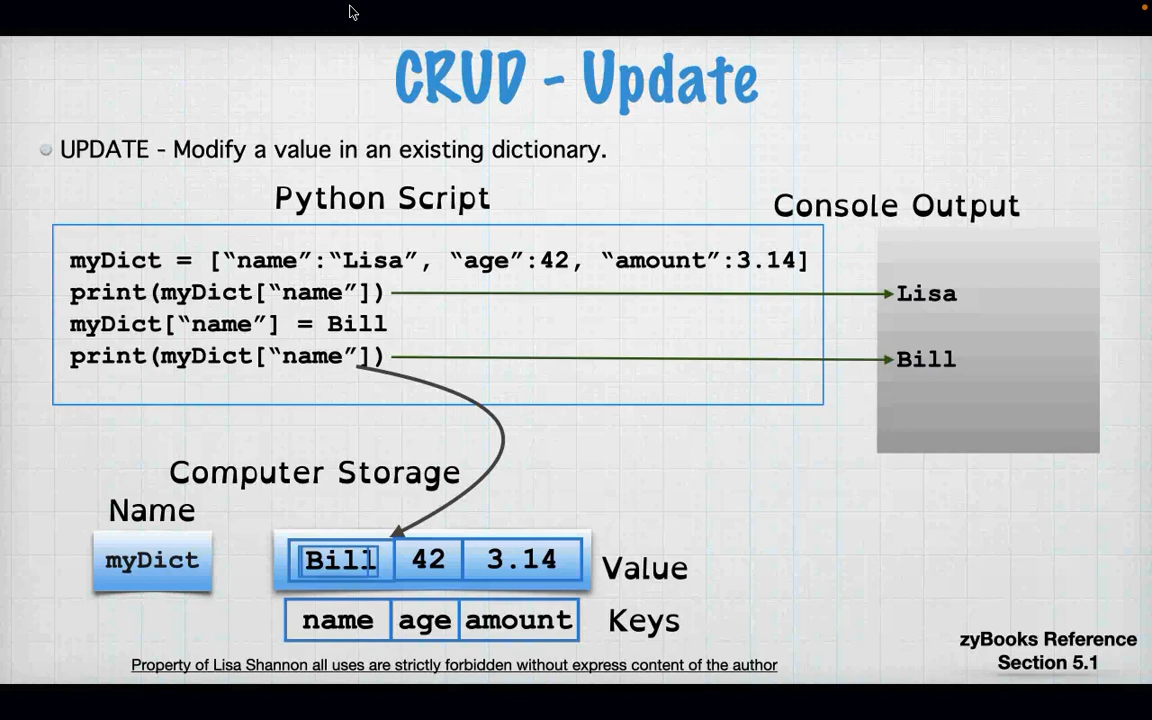 CRUD - Update
UPDATE - Modify a value in an existing dictionary.
Python Script
Console Output
myDict = [“name”:“Lisa”, “age”:42, “amount”:3.14]
print(myDict[“name”])
myDict[“name”] = Bill
print(myDict[“name”])
Lisa
Bill
Computer Storage
Name
myDict
Bill 42 3.14
Value
name age amount
Keys
zyBooks Reference
Section 5.1
Property of Lisa Shannon all uses are strictly forbidden without express content of the author